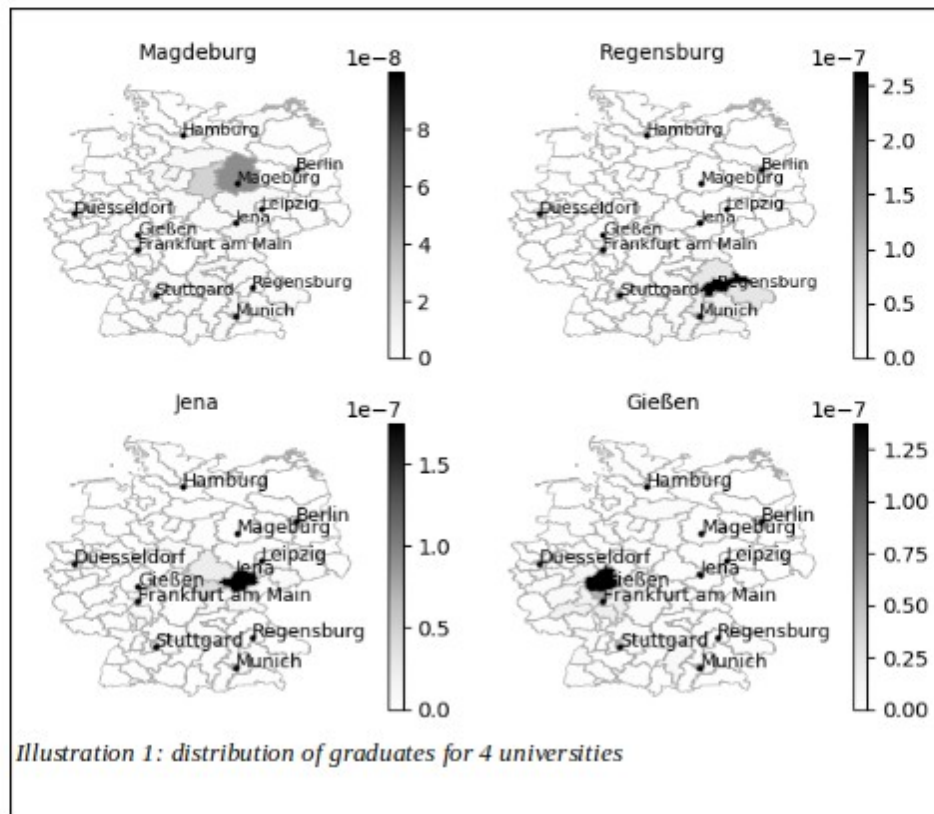 Magdeburg
1e−8
Hamburg
Berlin
Mageburg
Duesseldorf
Leipzig
Jena
Gießen
Frankfurt am Main
Regensburg
Stuttgard
Munich
8
6
4
2
0
Regensburg
1e−7
Hamburg
Berlin
Mageburg
Duesseldorf
Leipzig
Jena
Gießen
Frankfurt am Main
Regensburg
Stuttgard
Munich
2.5
2.0
1.5
1.0
0.5
0.0
Jena
1e−7
Hamburg
Berlin
Mageburg
Duesseldorf
Leipzig
Jena
Gießen
Frankfurt am Main
Regensburg
Stuttgard
Munich
1.5
1.0
0.5
0.0
Gießen
1e−7
Hamburg
Berlin
Mageburg
Duesseldorf
Leipzig
Jena
Gießen
Frankfurt am Main
Regensburg
Stuttgard
Munich
1.25
1.00
0.75
0.50
0.25
0.00
Illustration 1: distribution of graduates for 4 universities